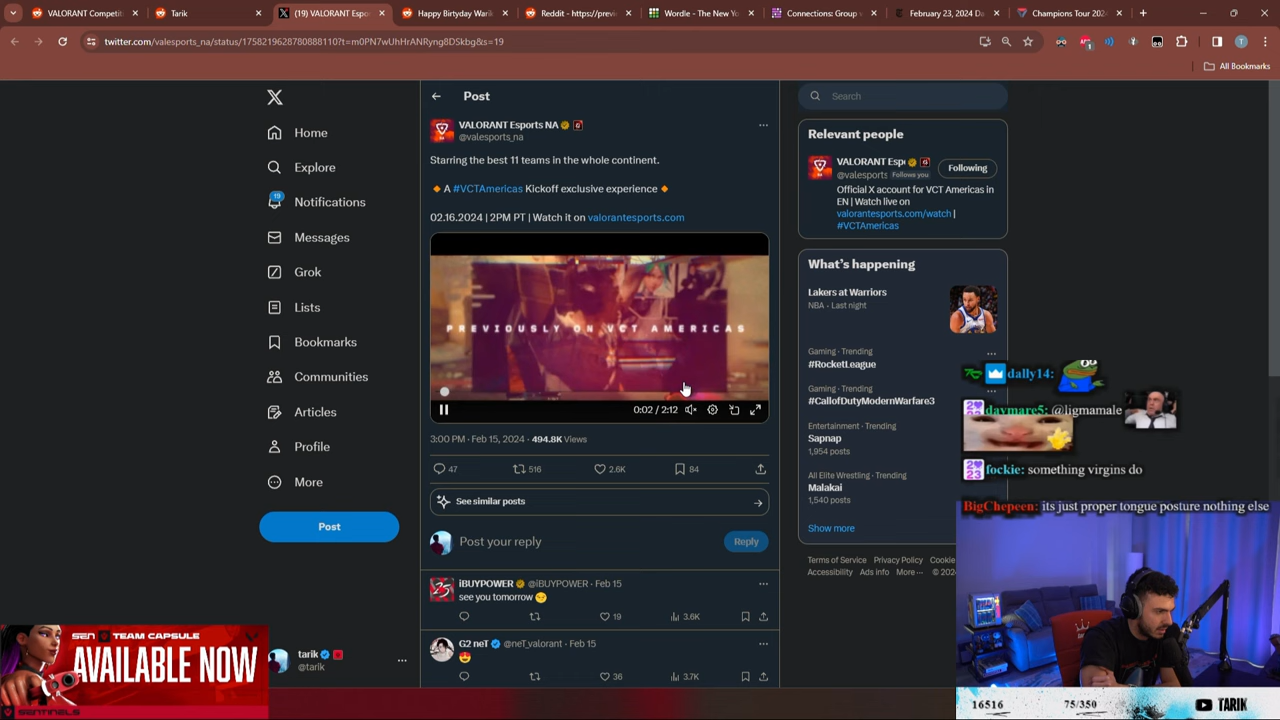 VALORANT Competit
Tarik
(19) VALORANT Espo
Happy Birtyday Warik
Reddit - https://previ
Wordle - The New Yo
Connections: Group w
February 23, 2024 Da
Champions Tour 202
twitter.com/valesports_na/status/1758219628780888110?t=m0PN7wUhHrANRyng8DSkbg&s=19
All Bookmarks
Home
Explore
19
Notifications
Messages
Grok
Lists
Bookmarks
Communities
Articles
Profile
More
Post
tarik
@tarik
Post
VALORANT Esports NA
@valesports_na
Starring the best 11 teams in the whole continent.
A #VCTAmericas Kickoff exclusive experience
02.16.2024 | 2PM PT | Watch it on valorantesports.com
PREVIOUSLY ON VCT AMERICAS
0:02 / 2:12
3:00 PM · Feb 15, 2024 · 494.8K Views
47 516 2.6K 84
See similar posts
Post your reply
Reply
iBUYPOWER @iBUYPOWER · Feb 15
see you tomorrow
19 3.6K
G2 neT @neT_valorant · Feb 15
36 3.7K
Search
Relevant people
VALORANT Espo
@valesports Follows you
Following
Official X account for VCT Americas in
EN | Watch live on
valorantesports.com/watch |
#VCTAmericas
What's happening
Lakers at Warriors
NBA · Last night
Gaming · Trending
#RocketLeague
Gaming · Trending
#CallofDutyModernWarfare3
Entertainment · Trending
Sapnap
1,954 posts
All Elite Wrestling · Trending
Malakai
1,540 posts
Show more
Terms of Service Privacy Policy Cookie
Accessibility Ads info More ··· © 202
dally14:
davmare5: @ligmamale
fockie: something virgins do
BigChepeen: its just proper tongue posture nothing else
SEN TEAM CAPSULE
AVAILABLE NOW
SENTINELS
16516 75/350 TARIK